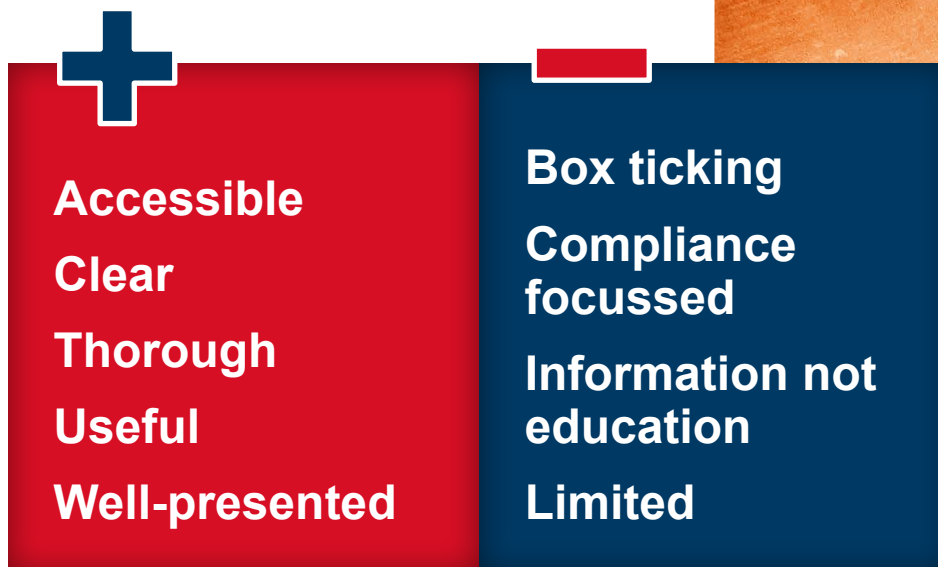 Accessible
Clear
Thorough
Useful
Well-presented
Box ticking
Compliance
focussed
Information not
education
Limited